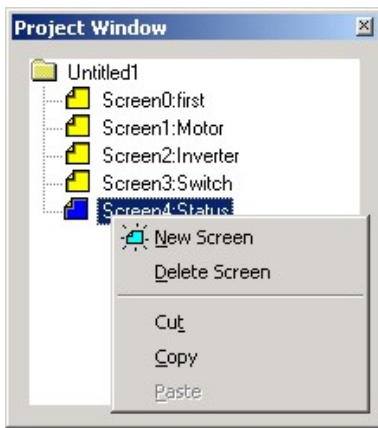 Project Window
Untitled1
Screen0:first
Screen1:Motor
Screen2:Inverter
Screen3:Switch
Screen4:Status
New Screen
Delete Screen
Cut
Copy
Paste